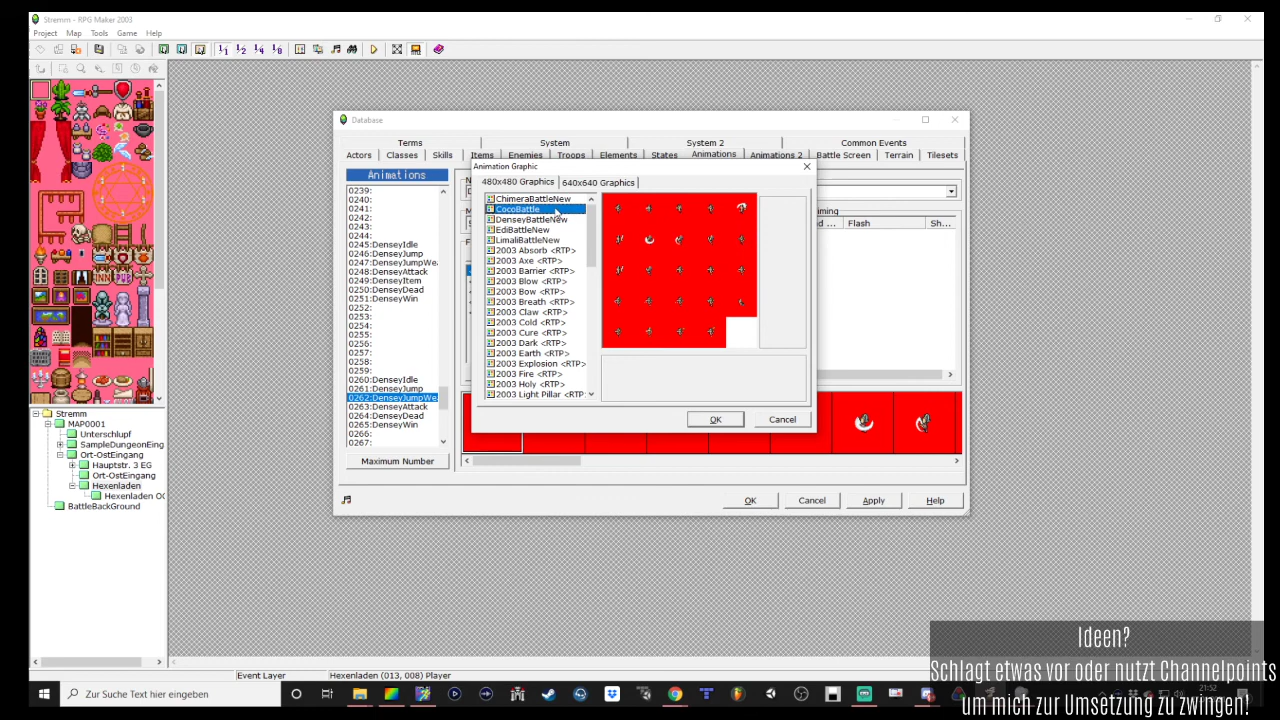 Stremm - RPG Maker 2003
Project Map Tools Game Help
Database
Terms System System 2 Common Events
Actors Classes Skills Items Enemies Troops Elements States Animations Animations 2 Battle Screen Terrain Tilesets
Animations
0239:
0240:
0241:
0242:
0243:
0244:
0245:DenseyIdle
0246:DenseyJump
0247:DenseyJumpWea
0248:DenseyAttack
0249:DenseyItem
0250:DenseyDead
0251:DenseyWin
0252:
0253:
0254:
0255:
0256:
0257:
0258:
0259:
0260:DenseyIdle
0261:DenseyJump
0262:DenseyJumpWea
0263:DenseyAttack
0264:DenseyDead
0265:DenseyWin
0266:
0267:
Maximum Number
Animation Graphic
480x480 Graphics 640x640 Graphics
ChimeraBattleNew
CocoBattle
DenseyBattleNew
EdiBattleNew
LimaliBattleNew
2003 Absorb <RTP>
2003 Axe <RTP>
2003 Barrier <RTP>
2003 Blow <RTP>
2003 Bow <RTP>
2003 Breath <RTP>
2003 Claw <RTP>
2003 Cold <RTP>
2003 Cure <RTP>
2003 Dark <RTP>
2003 Earth <RTP>
2003 Explosion <RTP>
2003 Fire <RTP>
2003 Holy <RTP>
2003 Light Pillar <RTP:
OK Cancel
Flash Sh...
OK Cancel Apply Help
Stremm
MAP0001
Unterschlupf
SampleDungeonEing
Ort-OstEingang
Hauptstr. 3 EG
Ort-OstEingang
Hexenladen
Hexenladen OG
BattleBackGround
Event Layer Hexenladen (013, 008) Player
Zur Suche Text hier eingeben
21:52
Ideen?
Schlagt etwas vor oder nutzt Channelpoints
um mich zur Umsetzung zu zwingen!